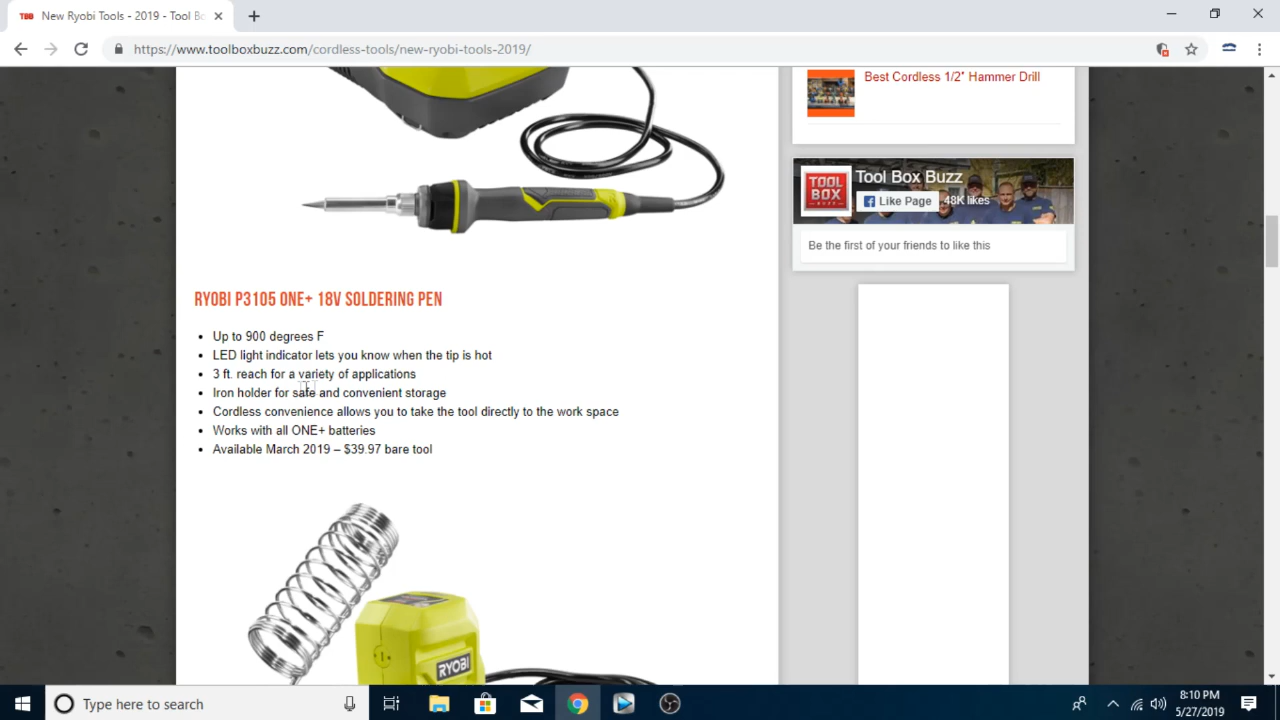 TBB New Ryobi Tools - 2019 - Tool Bo
https://www.toolboxbuzz.com/cordless-tools/new-ryobi-tools-2019/
Best Cordless 1/2" Hammer Drill
TOOL
BOX
BUZZ
Tool Box Buzz
Like Page
48K likes
Be the first of your friends to like this
RYOBI P3105 ONE+ 18V SOLDERING PEN
• Up to 900 degrees F
• LED light indicator lets you know when the tip is hot
• 3 ft. reach for a variety of applications
• Iron holder for safe and convenient storage
• Cordless convenience allows you to take the tool directly to the work space
• Works with all ONE+ batteries
• Available March 2019 – $39.97 bare tool
RYOBI
Type here to search
8:10 PM
5/27/2019